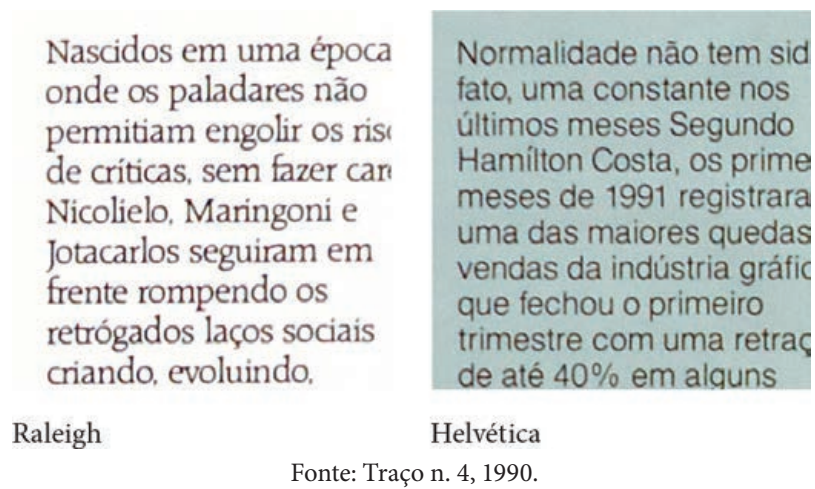 Nascidos em uma época
onde os paladares não
permitiam engolir os ris
de críticas, sem fazer car
Nicolielo, Maringoni e
Jotacarlos seguiram em
frente rompendo os
retrógados laços sociais
criando, evoluindo,
Raleigh
Normalidade não tem sid
fato, uma constante nos
últimos meses Segundo
Hamílton Costa, os prime
meses de 1991 registrara
uma das maiores quedas
vendas da indústria gráfic
que fechou o primeiro
trimestre com uma retraç
de até 40% em alguns
Helvética
Fonte: Traço n. 4, 1990.